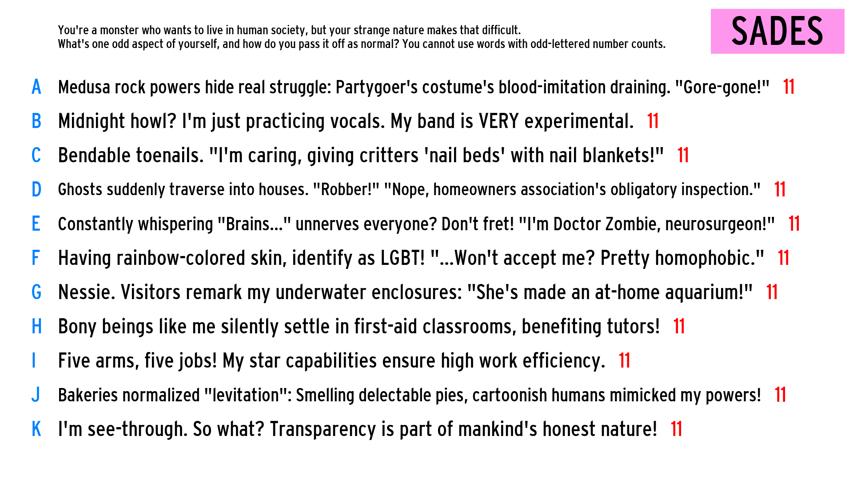 You're a monster who wants to live in human society, but your strange nature makes that difficult.
What's one odd aspect of yourself, and how do you pass it off as normal? You cannot use words with odd-lettered number counts.
SADES
A Medusa rock powers hide real struggle: Partygoer's costume's blood-imitation draining. "Gore-gone!" 11
B Midnight howl? I'm just practicing vocals. My band is VERY experimental. 11
C Bendable toenails. "I'm caring, giving critters 'nail beds' with nail blankets!" 11
D Ghosts suddenly traverse into houses. "Robber!" "Nope, homeowners association's obligatory inspection." 11
E Constantly whispering "Brains..." unnerves everyone? Don't fret! "I'm Doctor Zombie, neurosurgeon!" 11
F Having rainbow-colored skin, identify as LGBT! "...Won't accept me? Pretty homophobic." 11
G Nessie. Visitors remark my underwater enclosures: "She's made an at-home aquarium!" 11
H Bony beings like me silently settle in first-aid classrooms, benefiting tutors! 11
I Five arms, five jobs! My star capabilities ensure high work efficiency. 11
J Bakeries normalized "levitation": Smelling delectable pies, cartoonish humans mimicked my powers! 11
K I'm see-through. So what? Transparency is part of mankind's honest nature! 11